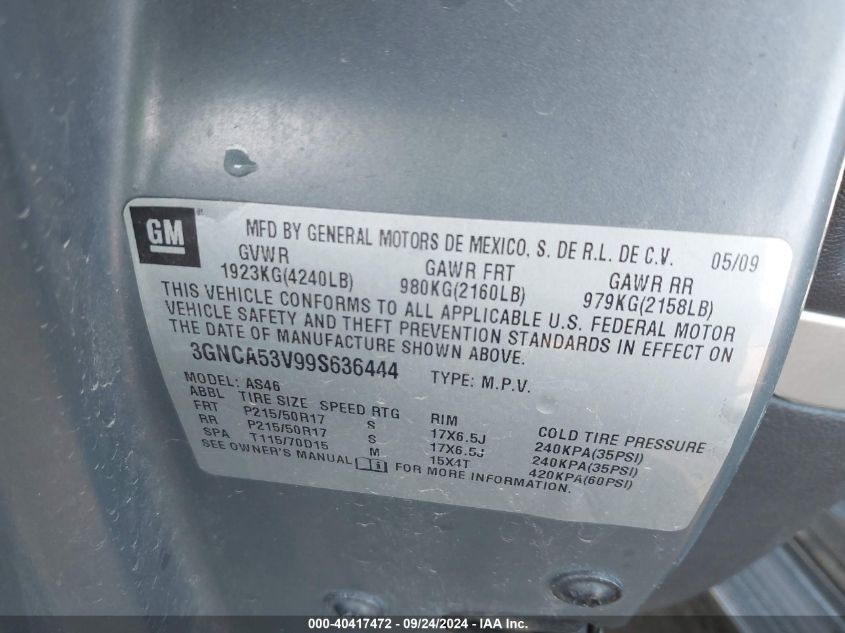 GM
MFD BY GENERAL MOTORS DE MEXICO, S. DE R.L. DE C.V. 05/09
GVWR GAWR FRT GAWR RR
1923KG(4240LB) 980KG(2160LB) 979KG(2158LB)
THIS VEHICLE CONFORMS TO ALL APPLICABLE U.S. FEDERAL MOTOR
VEHICLE SAFETY AND THEFT PREVENTION STANDARDS IN EFFECT ON
THE DATE OF MANUFACTURE SHOWN ABOVE.
3GNCA53V99S636444 TYPE: M.P.V.
MODEL: AS46
ABBL TIRE SIZE SPEED RTG RIM COLD TIRE PRESSURE
FRT P215/50R17 S 17X6.5J 240KPA(35PSI)
RR P215/50R17 S 17X6.5J 240KPA(35PSI)
SPA T115/70D15 M 15X4T 420KPA(60PSI)
SEE OWNER'S MANUAL FOR MORE INFORMATION.
000-40417472 - 09/24/2024 - IAA Inc.